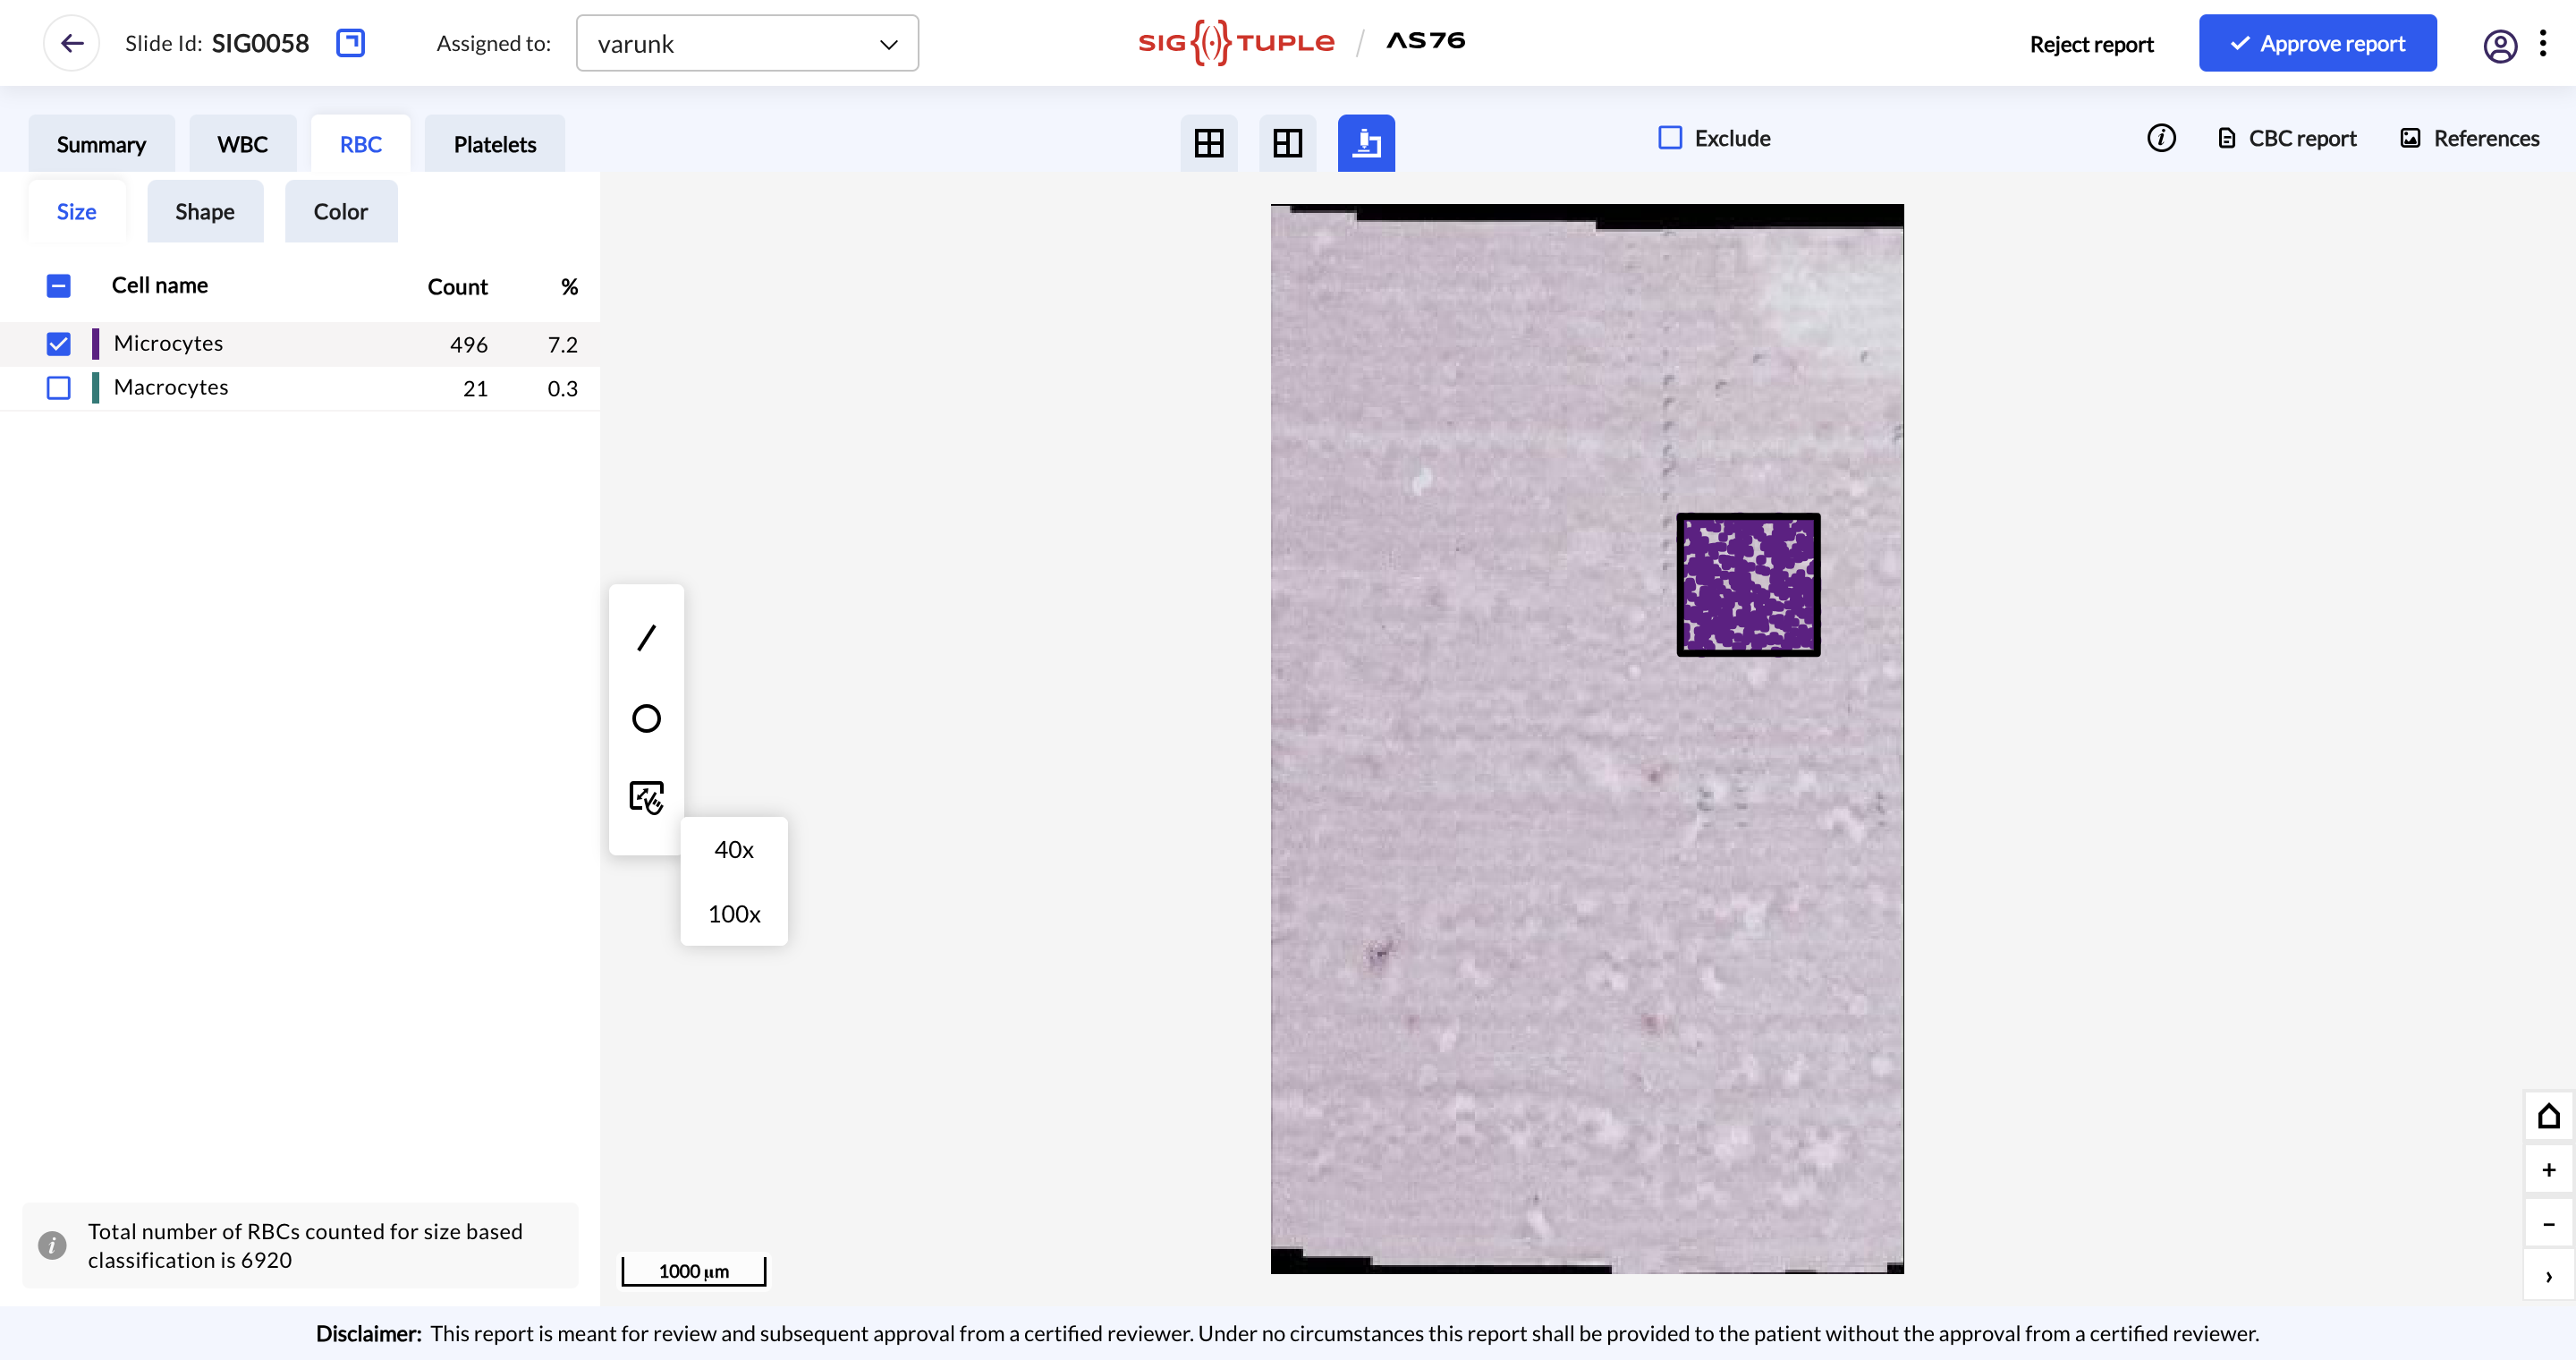 Slide Id: SIG0058
Assigned to: varunk
SIG TUPLE / AS76
Reject report
Approve report
Summary
WBC
RBC
Platelets
Exclude
CBC report
References
Size
Shape
Color
Cell name Count %
Microcytes 496 7.2
Macrocytes 21 0.3
40x
100x
Total number of RBCs counted for size based
classification is 6920
1000 µm
Disclaimer: This report is meant for review and subsequent approval from a certified reviewer. Under no circumstances this report shall be provided to the patient without the approval from a certified reviewer.